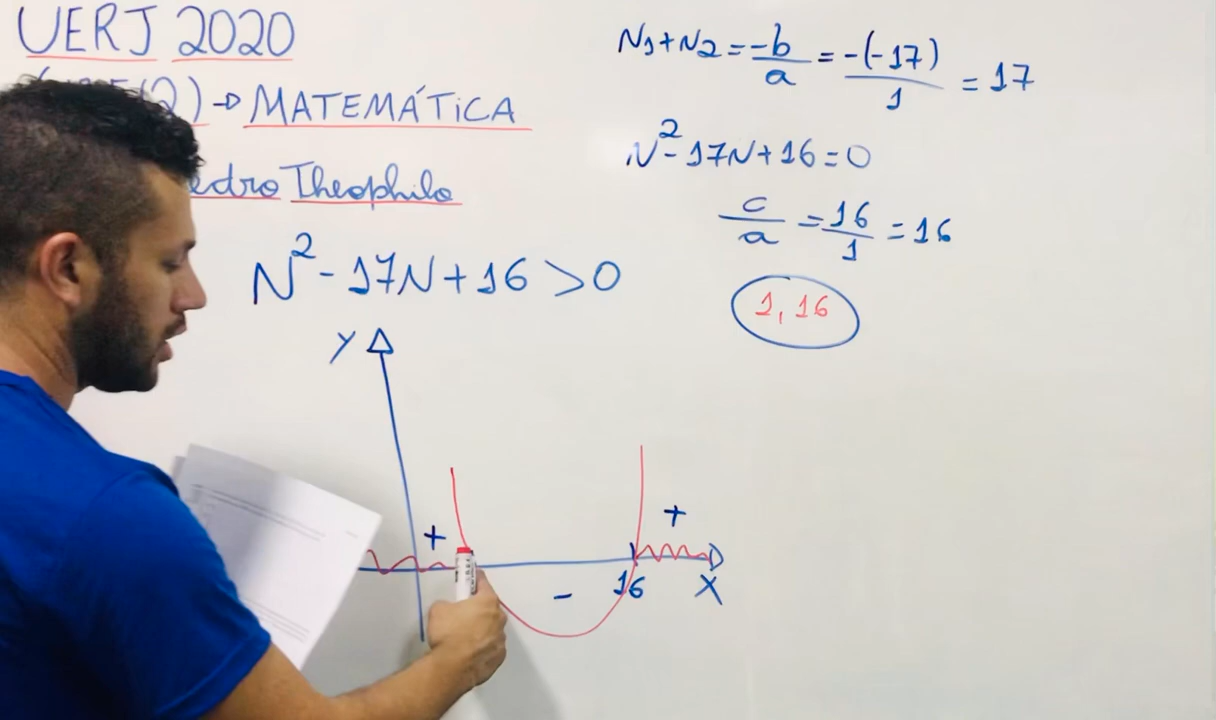 UERJ 2020
2) → MATEMÁTICA
Theophilo
N² - 17N + 16 > 0
Y
+
+
-
16
X
N1 + N2 = -b/a = -(-17)/1 = 17
N² - 17N + 16 = 0
c/a = 16/1 = 16
1, 16